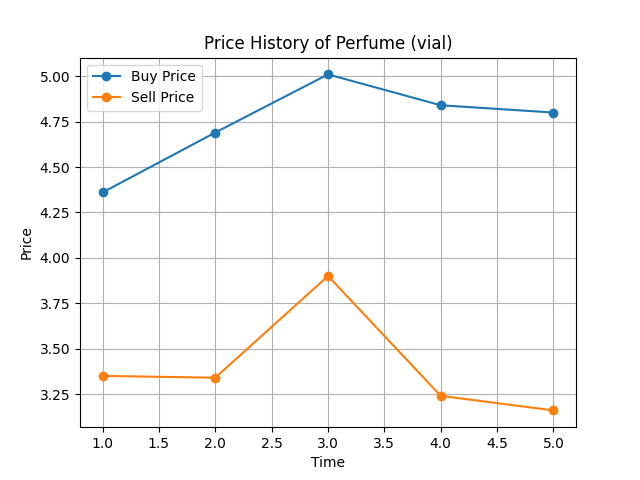 Price History of Perfume (vial)
Buy Price
Sell Price
5.00
4.75
4.50
4.25
4.00
3.75
3.50
3.25
Price
1.0 1.5 2.0 2.5 3.0 3.5 4.0 4.5 5.0
Time